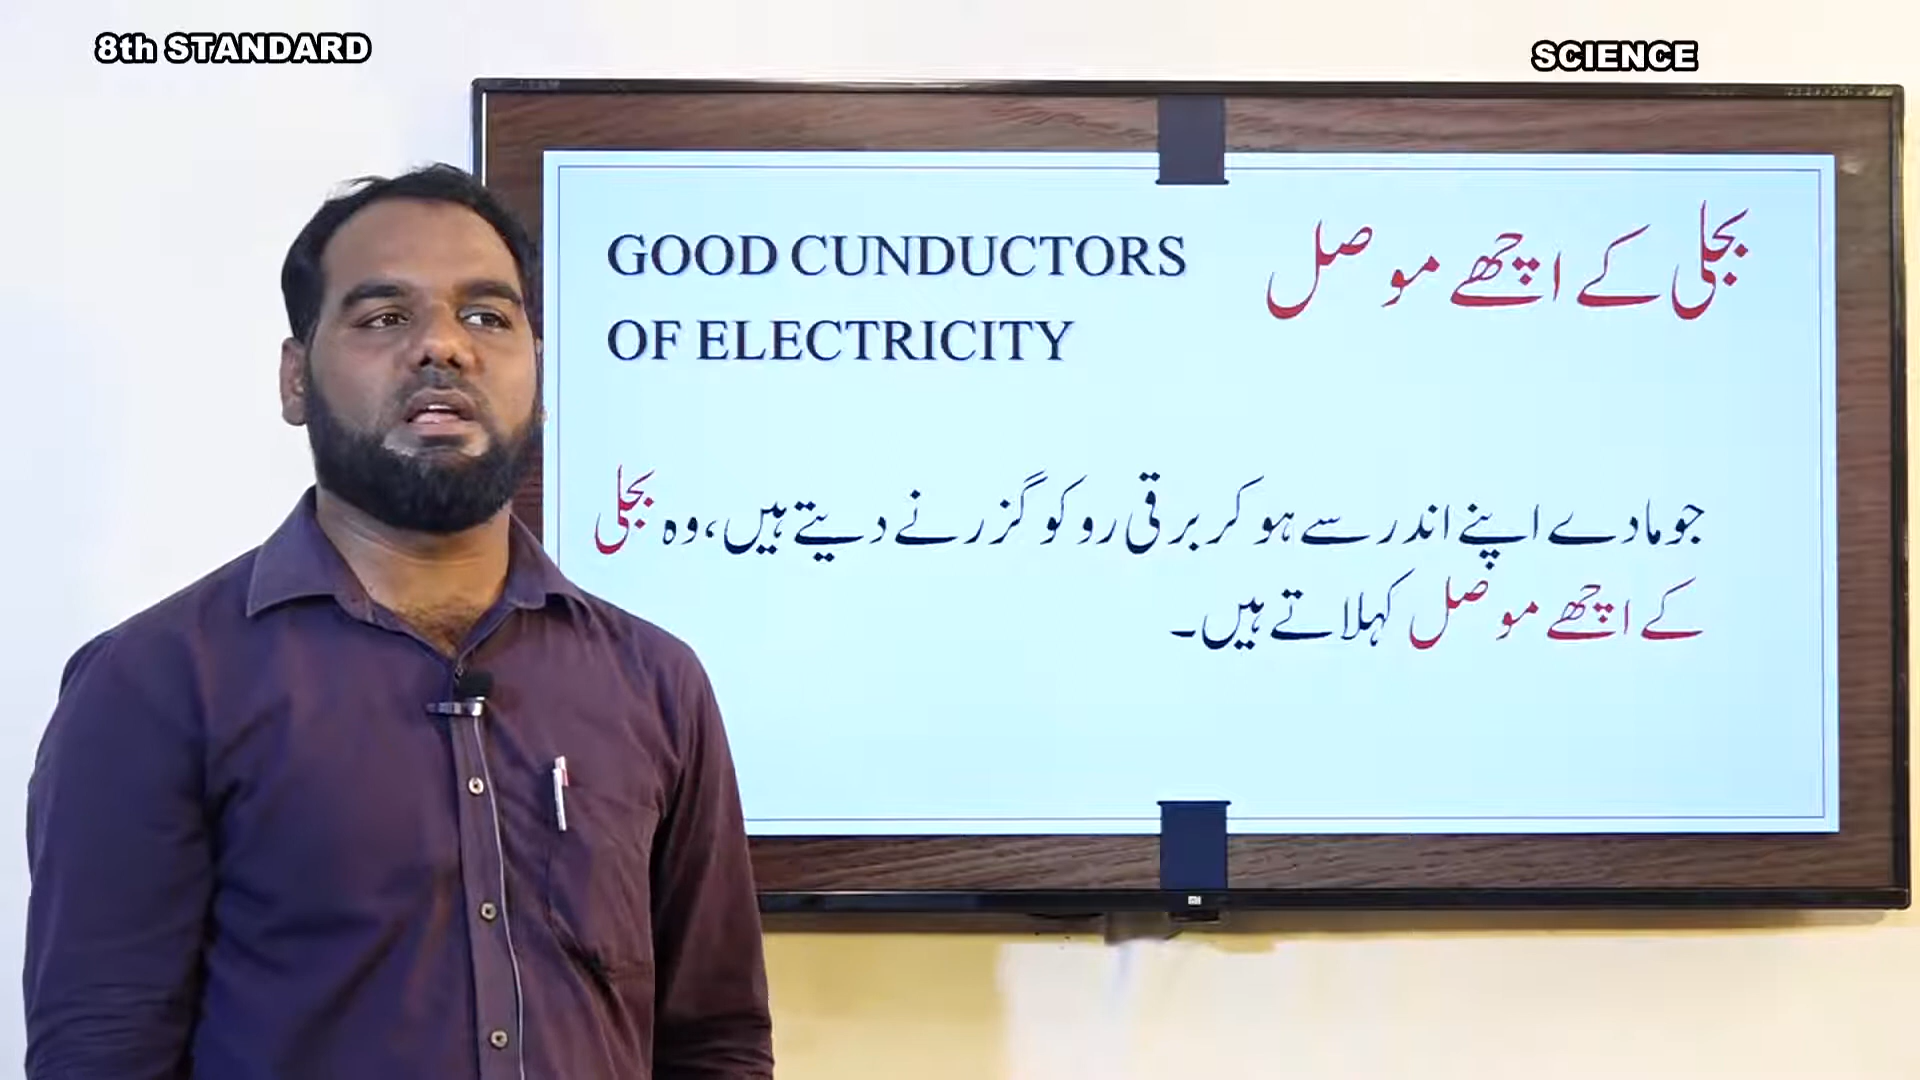 8th STANDARD
SCIENCE
GOOD CUNDUCTORS
OF ELECTRICITY
بجلی کے اچھے موصل
جو مادے اپنے اندر سے ہو کر برقی رو کو گزرنے دیتے ہیں، وہ بجلی
کے اچھے موصل کہلاتے ہیں۔